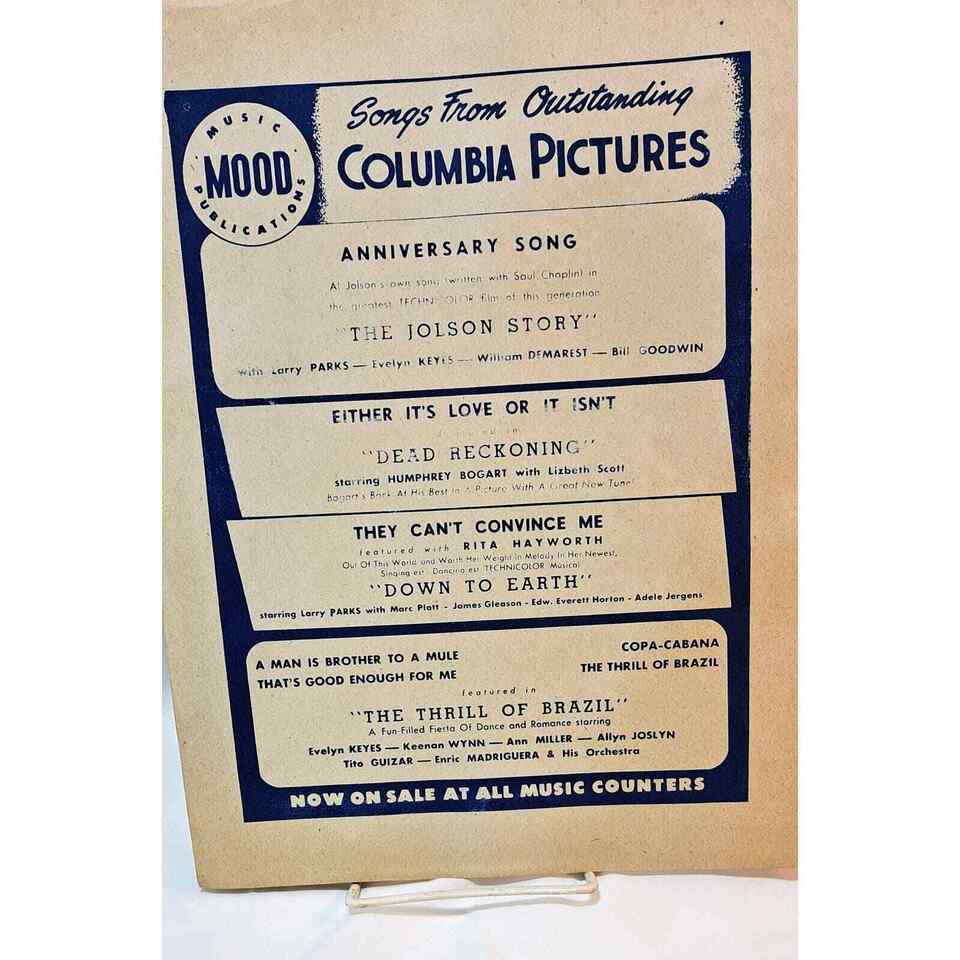 MUSIC
MOOD
PUBLICATIONS
Songs From Outstanding
COLUMBIA PICTURES
ANNIVERSARY SONG
Al Jolson's own song (written with Saul Chaplin) in
the greatest TECHNICOLOR film of this generation
"THE JOLSON STORY"
with Larry PARKS — Evelyn KEYES — William DEMAREST — Bill GOODWIN
EITHER IT'S LOVE OR IT ISN'T
in
"DEAD RECKONING"
starring HUMPHREY BOGART with Lizbeth Scott
Bogart's Back At His Best In A Picture With A Great New Tune!
THEY CAN'T CONVINCE ME
featured with RITA HAYWORTH
Out Of This World and Worth Her Weight in Melody In Her Newest,
Singing-est - Dancing-est TECHNICOLOR Musical
"DOWN TO EARTH"
starring Larry PARKS with Marc Platt - James Gleason - Edw. Everett Horton - Adele Jergens
A MAN IS BROTHER TO A MULE
COPA-CABANA
THAT'S GOOD ENOUGH FOR ME
THE THRILL OF BRAZIL
featured in
"THE THRILL OF BRAZIL"
A Fun-Filled Fiesta Of Dance and Romance starring
Evelyn KEYES — Keenan WYNN — Ann MILLER — Allyn JOSLYN
Tito GUIZAR — Enric MADRIGUERA & His Orchestra
NOW ON SALE AT ALL MUSIC COUNTERS